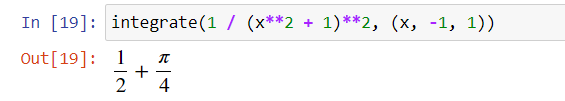 In [19]: integrate(1 / (x**2 + 1)**2, (x, -1, 1))
Out[19]: 1/2 + π/4